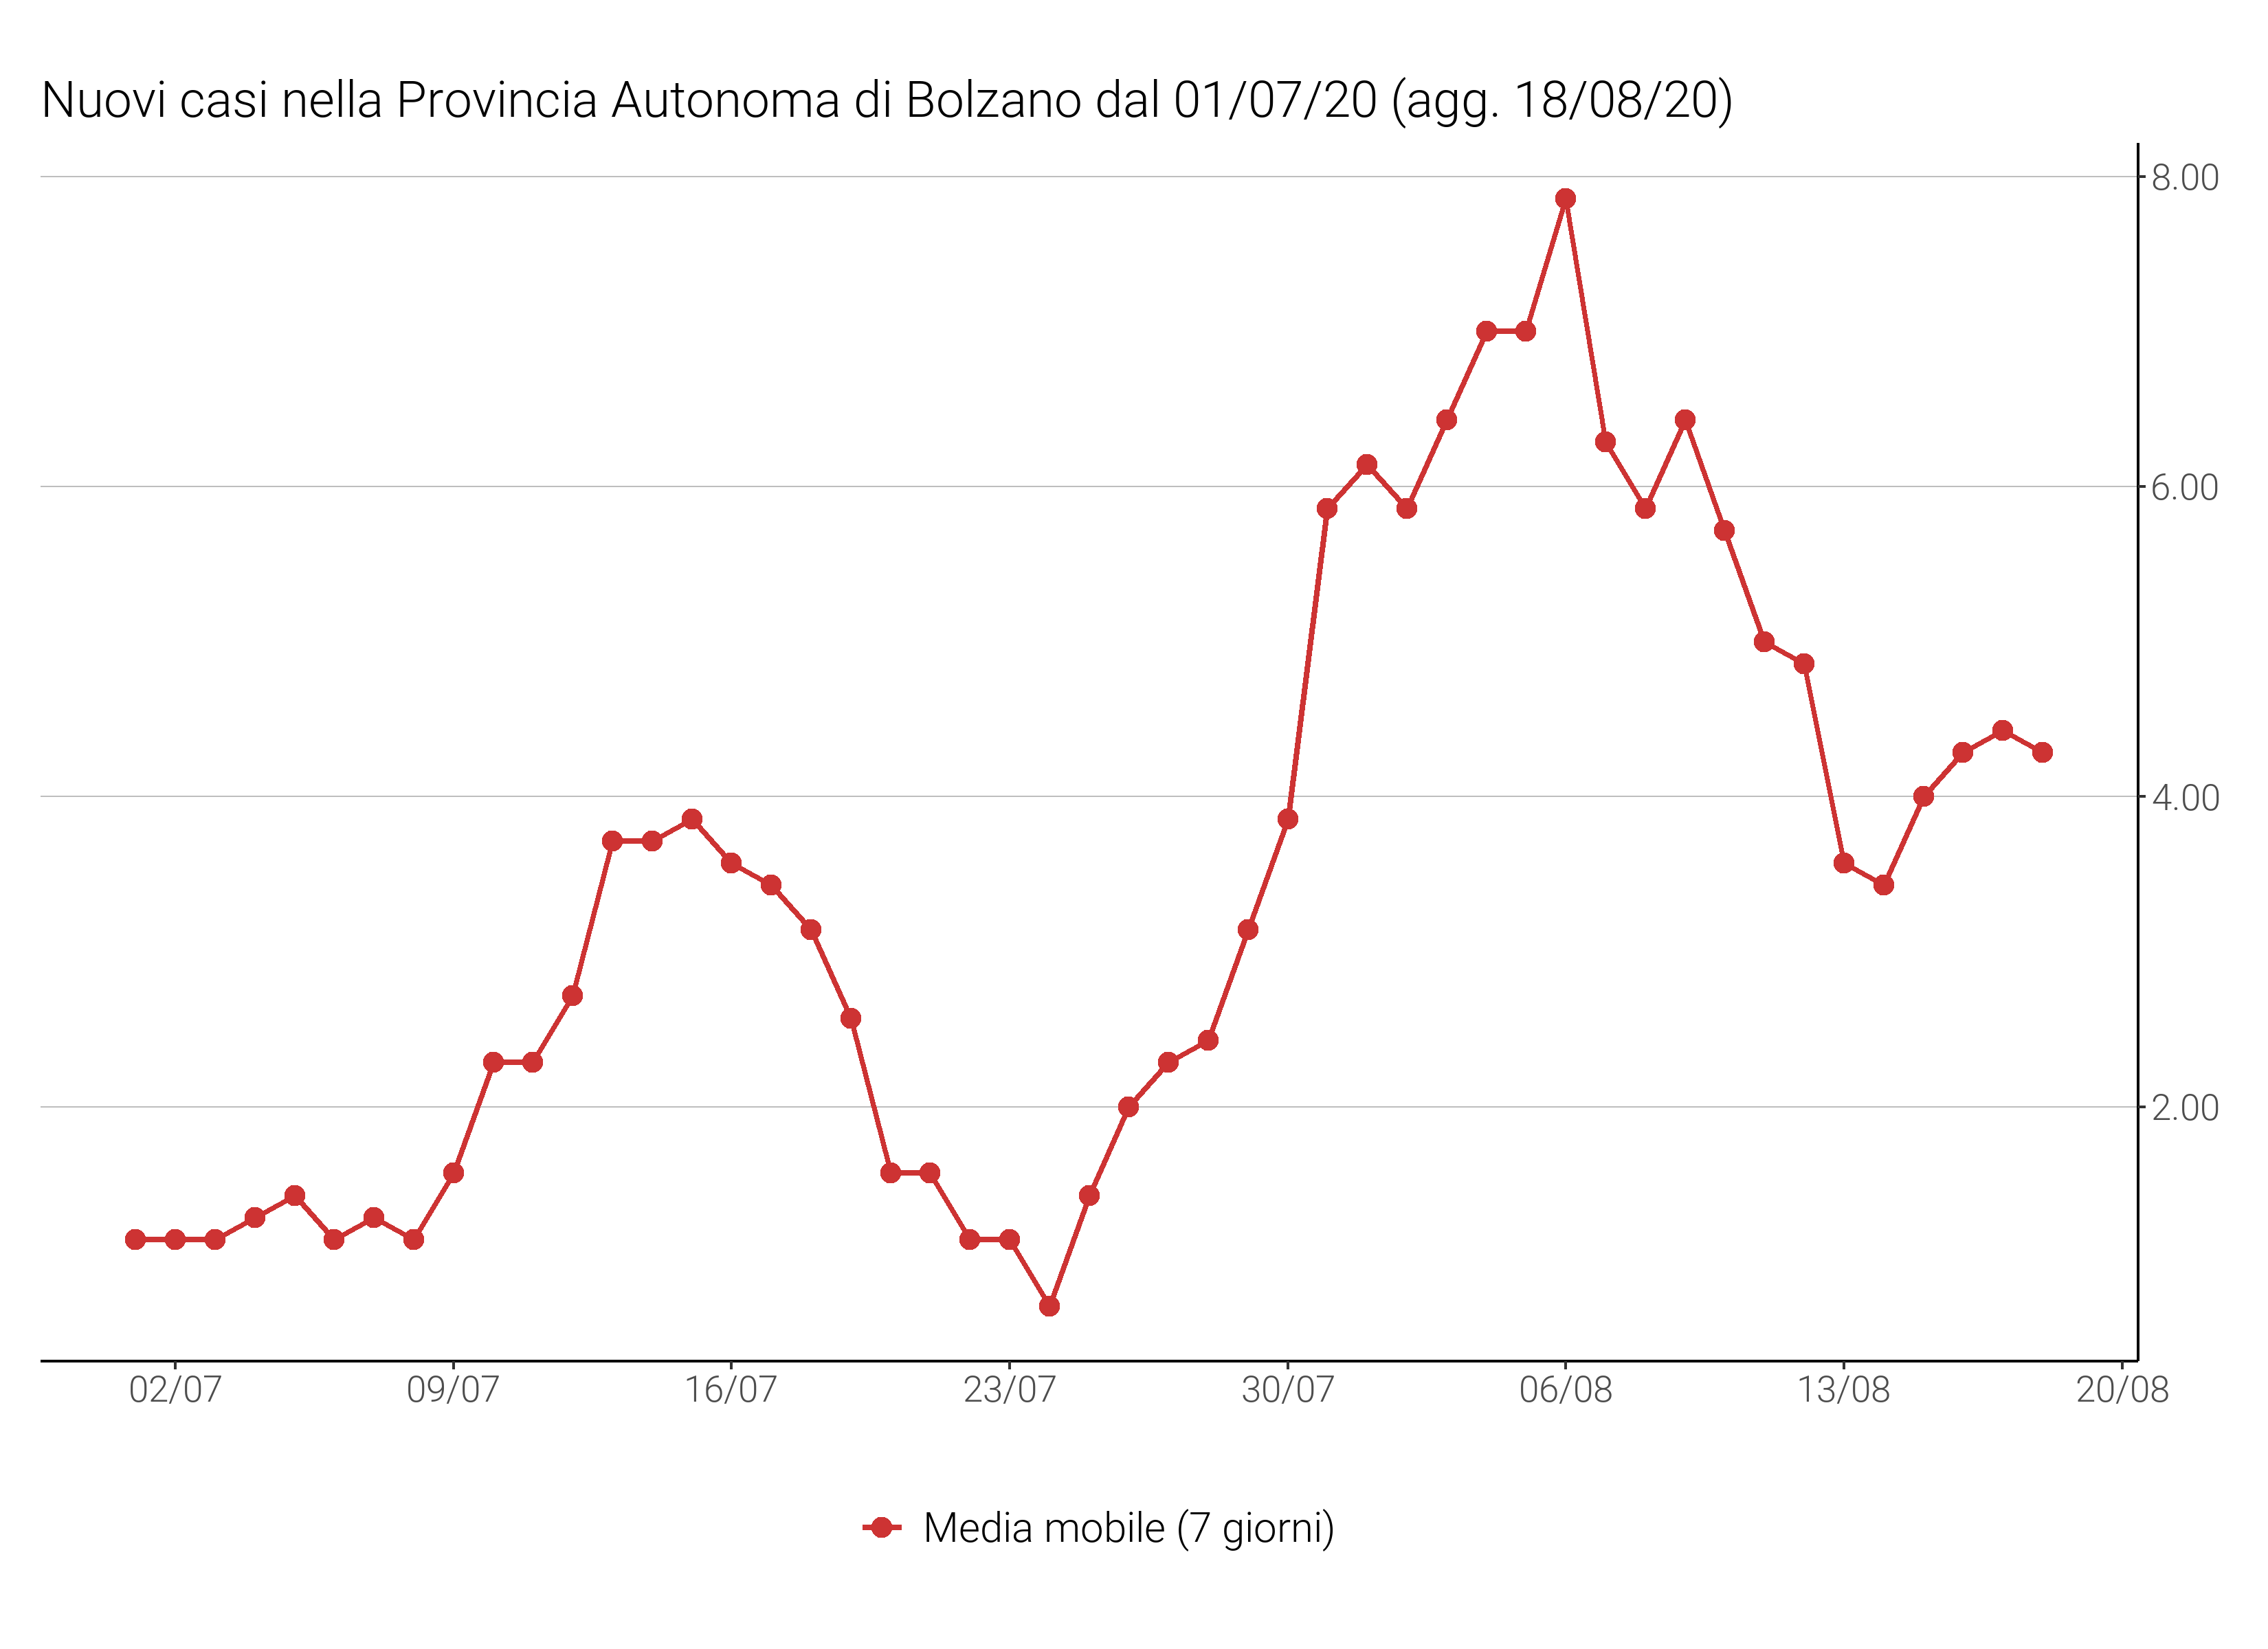 Nuovi casi nella Provincia Autonoma di Bolzano dal 01/07/20 (agg. 18/08/20)
8.00
6.00
4.00
2.00
02/07 09/07 16/07 23/07 30/07 06/08 13/08 20/08
Media mobile (7 giorni)